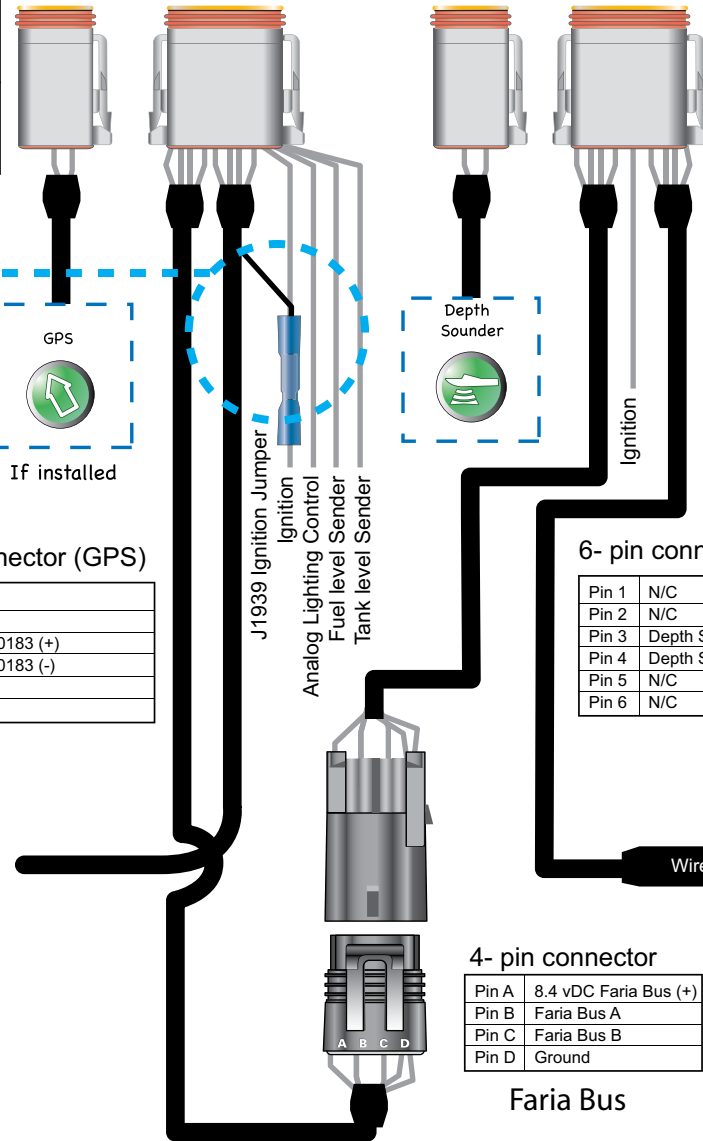 GPS
If installed
Depth
Sounder
J1939 Ignition Jumper
Ignition
Analog Lighting Control
Fuel level Sender
Tank level Sender
Ignition
nector (GPS)
0183 (+)
0183 (-)
6- pin conn
Pin 1 N/C
Pin 2 N/C
Pin 3 Depth S
Pin 4 Depth S
Pin 5 N/C
Pin 6 N/C
Wire
A B C D
4- pin connector
Pin A 8.4 vDC Faria Bus (+)
Pin B Faria Bus A
Pin C Faria Bus B
Pin D Ground
Faria Bus